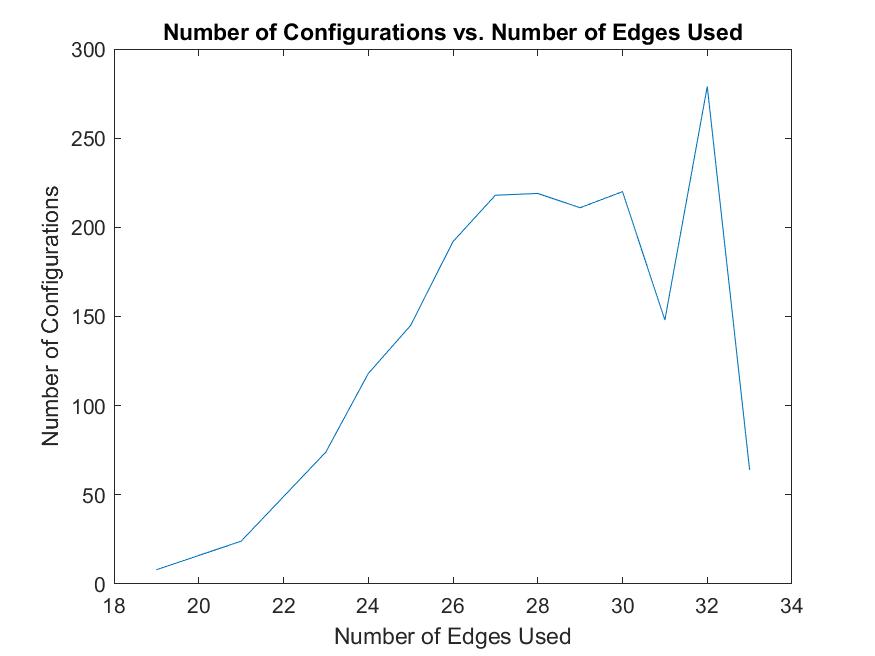 Number of Configurations vs. Number of Edges Used
300
250
200
150
100
50
0
Number of Configurations
18 20 22 24 26 28 30 32 34
Number of Edges Used